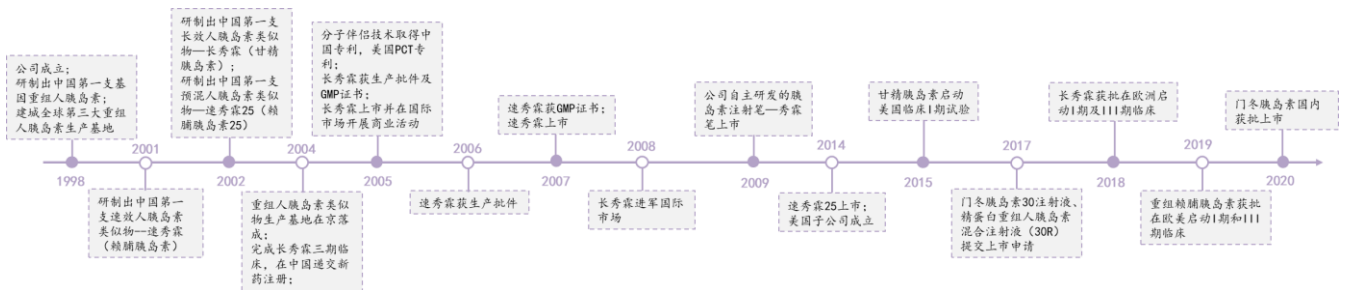 公司成立;
研制出中国第一支基
因重组人胰岛素;
建城全球第三大重组
人胰岛素生产基地
1998
2001
研制出中国第一
支速效人胰岛素
类似物--速秀霖
(赖脯胰岛素)
研制出中国第一支
长效人胰岛素类似
物—长秀霖(甘精
胰岛素);
研制出中国第一支
预混人胰岛素类似
物—速秀霖25(赖
脯胰岛素25)
2002
2004
重组人胰岛素类似
物生产基地在京落
成;
完成长秀霖三期临
床,在中国递交新
药注册;
分子伴侣技术取得中
国专利,美国PCT专
利;
长秀霖获生产批件及
GMP证书;
长秀霖上市并在国际
市场开展商业活动
2005
2006
速秀霖获生产批件
速秀霖获GMP证书;
速秀霖上市
2007
2008
长秀霖进军国际
市场
公司自主研发的胰
岛素注射笔—秀霖
笔上市
2009
2014
速秀霖25上市;
美国子公司成立
甘精胰岛素启动
美国临床I期试验
2015
2017
门冬胰岛素30注射液、
精蛋白重组人胰岛素
混合注射液(30R)
提交上市申请
长秀霖获批在欧洲启
动I期及III期临床
2018
2019
重组赖脯胰岛素获批
在欧美启动I期和III
期临床
门冬胰岛素国内
获批上市
2020